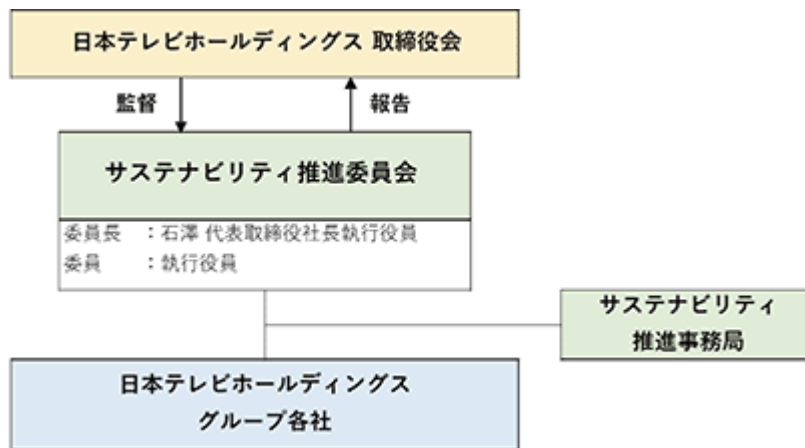 日本テレビホールディングス 取締役会
監督
報告
サステナビリティ推進委員会
委員長 ：石澤 代表取締役社長執行役員
委員 ：執行役員
サステナビリティ
推進事務局
日本テレビホールディングス
グループ各社